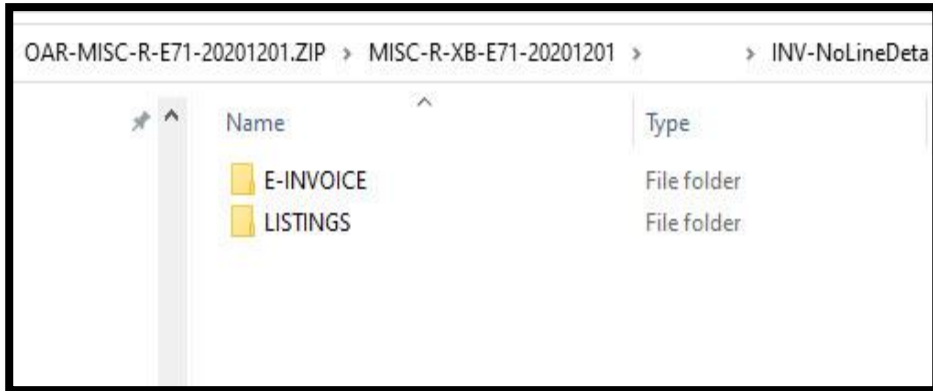 OAR-MISC-R-E71-20201201.ZIP > MISC-R-XB-E71-20201201 > > INV-NoLineDeta
Name Type
E-INVOICE File folder
LISTINGS File folder